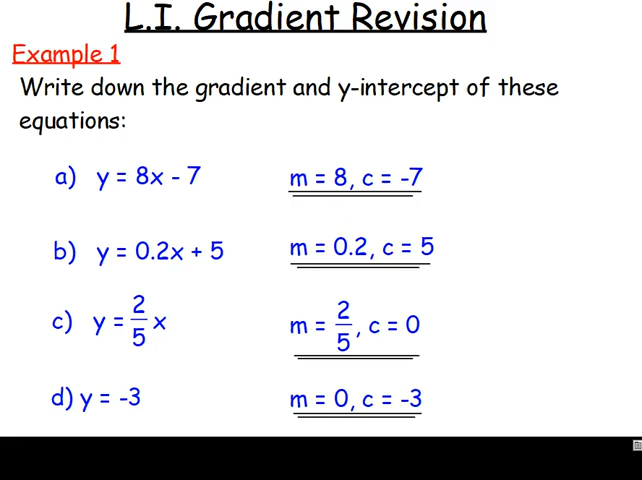 L.I. Gradient Revision
Example 1
Write down the gradient and y-intercept of these
equations:
a) y = 8x - 7 m = 8, c = -7
b) y = 0.2x + 5 m = 0.2, c = 5
c) y = 2/5 x m = 2/5, c = 0
d) y = -3 m = 0, c = -3